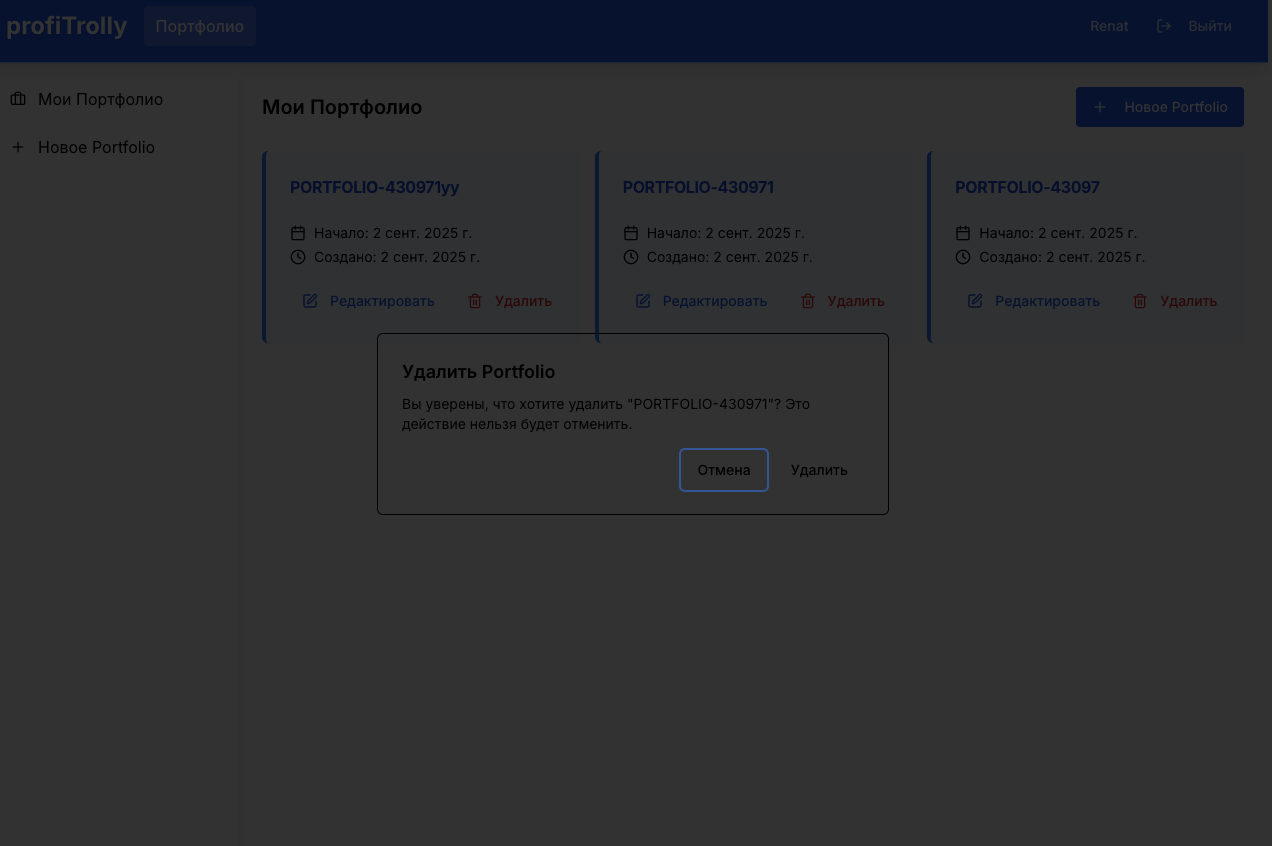 profiTrolly
Портфолио
Renat
Выйти
Мои Портфолио
Новое Portfolio
Мои Портфолио
Новое Portfolio
PORTFOLIO-430971yy
Начало: 2 сент. 2025 г.
Создано: 2 сент. 2025 г.
Редактировать
Удалить
PORTFOLIO-430971
Начало: 2 сент. 2025 г.
Создано: 2 сент. 2025 г.
Редактировать
Удалить
PORTFOLIO-43097
Начало: 2 сент. 2025 г.
Создано: 2 сент. 2025 г.
Редактировать
Удалить
Удалить Portfolio
Вы уверены, что хотите удалить "PORTFOLIO-430971"? Это
действие нельзя будет отменить.
Отмена
Удалить